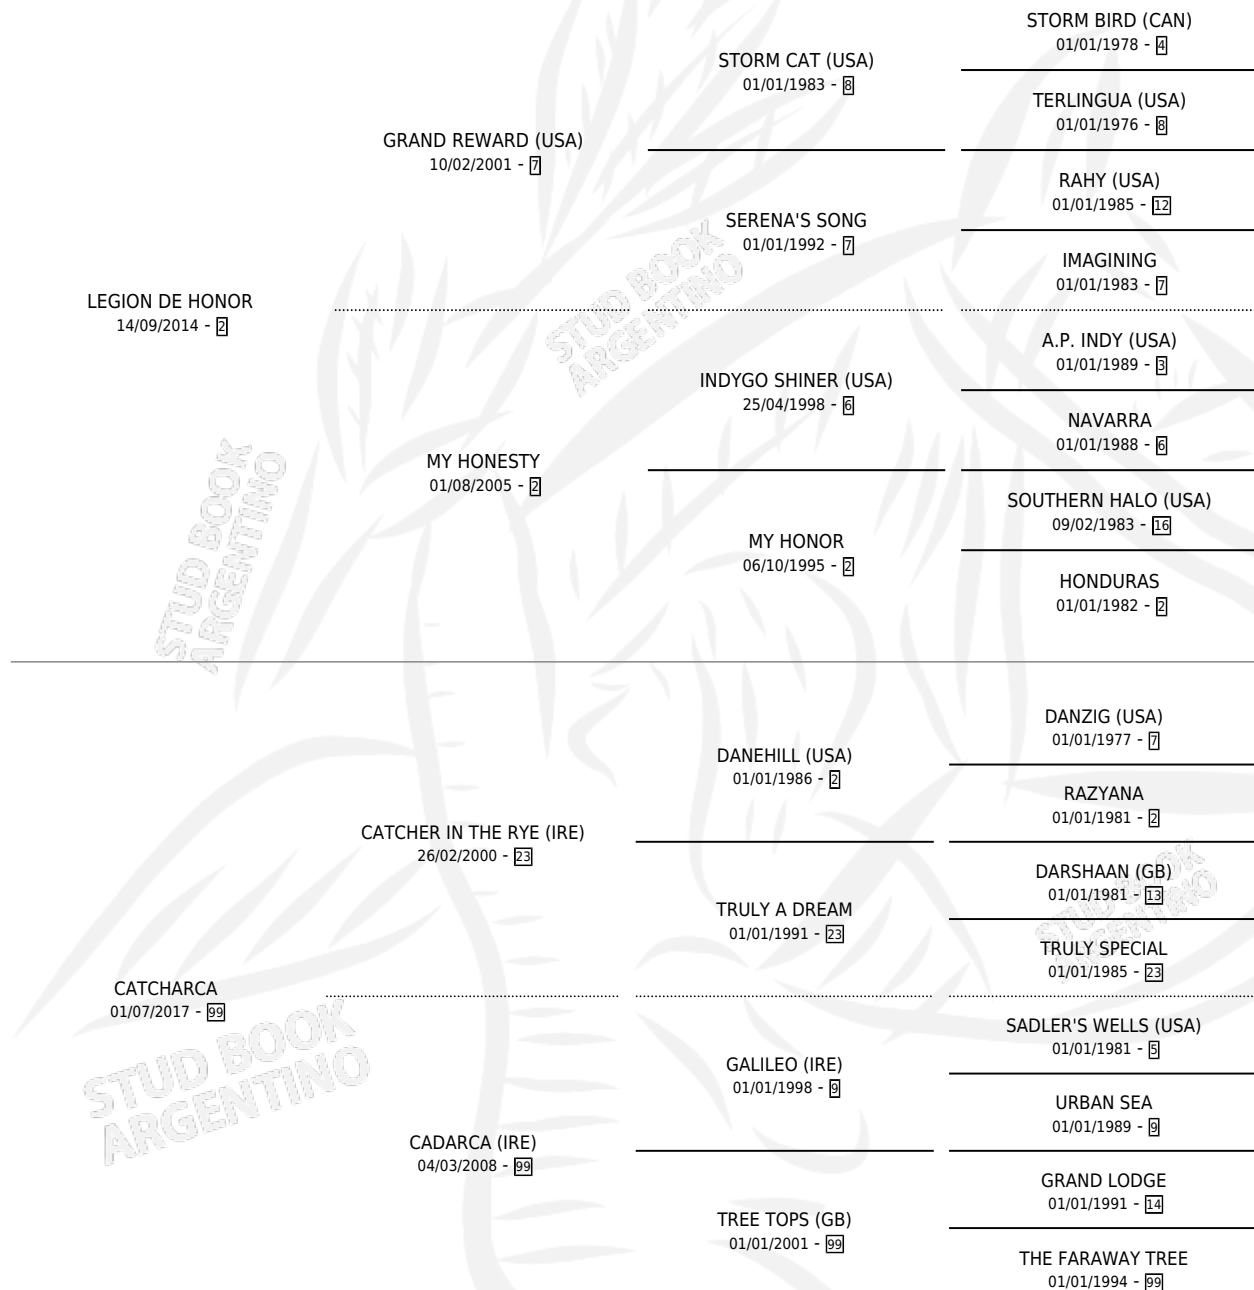 STORM BIRD (CAN)
01/01/1978 - 4
STORM CAT (USA)
01/01/1983 - 8
TERLINGUA (USA)
01/01/1976 - 8
GRAND REWARD (USA)
10/02/2001 - 7
RAHY (USA)
01/01/1985 - 12
SERENA'S SONG
01/01/1992 - 7
IMAGINING
01/01/1983 - 7
LEGION DE HONOR
14/09/2014 - 2
A.P. INDY (USA)
01/01/1989 - 3
INDYGO SHINER (USA)
25/04/1998 - 6
NAVARRA
01/01/1988 - 6
MY HONESTY
01/08/2005 - 2
SOUTHERN HALO (USA)
09/02/1983 - 16
MY HONOR
06/10/1995 - 2
HONDURAS
01/01/1982 - 2
DANZIG (USA)
01/01/1977 - 7
DANEHILL (USA)
01/01/1986 - 2
RAZYANA
01/01/1981 - 2
CATCHER IN THE RYE (IRE)
26/02/2000 - 23
DARSHAAN (GB)
01/01/1981 - 13
TRULY A DREAM
01/01/1991 - 23
TRULY SPECIAL
01/01/1985 - 23
CATCHARCA
01/07/2017 - 99
SADLER'S WELLS (USA)
01/01/1981 - 5
GALILEO (IRE)
01/01/1998 - 9
URBAN SEA
01/01/1989 - 9
CADARCA (IRE)
04/03/2008 - 99
GRAND LODGE
01/01/1991 - 14
TREE TOPS (GB)
01/01/2001 - 99
THE FARAWAY TREE
01/01/1994 - 99
STUD BOOK
ARGENTINO
STUD BOOK
ARGENTINO
STUD BOOK
ARGENTINO
STUD BOOK
ARGENTINO